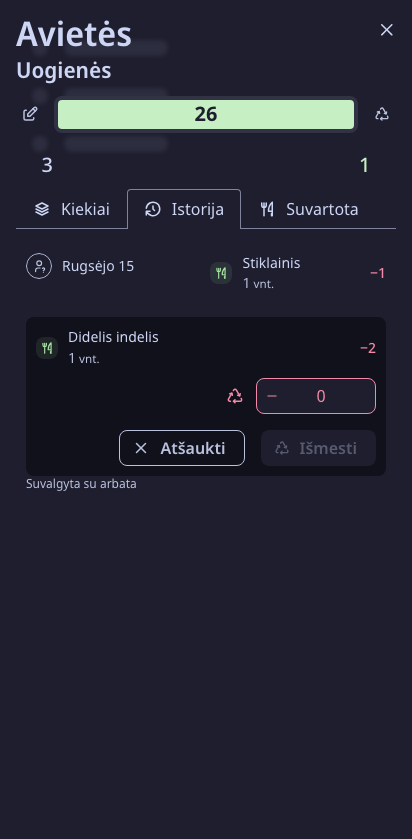 Avietės
Uogienės
26
3
1
Kiekiai
Istorija
Suvartota
Rugsėjo 15
Stiklainis
1 vnt.
−1
Didelis indelis
1 vnt.
−2
− 0
Atšaukti
Išmesti
Suvalgyta su arbata